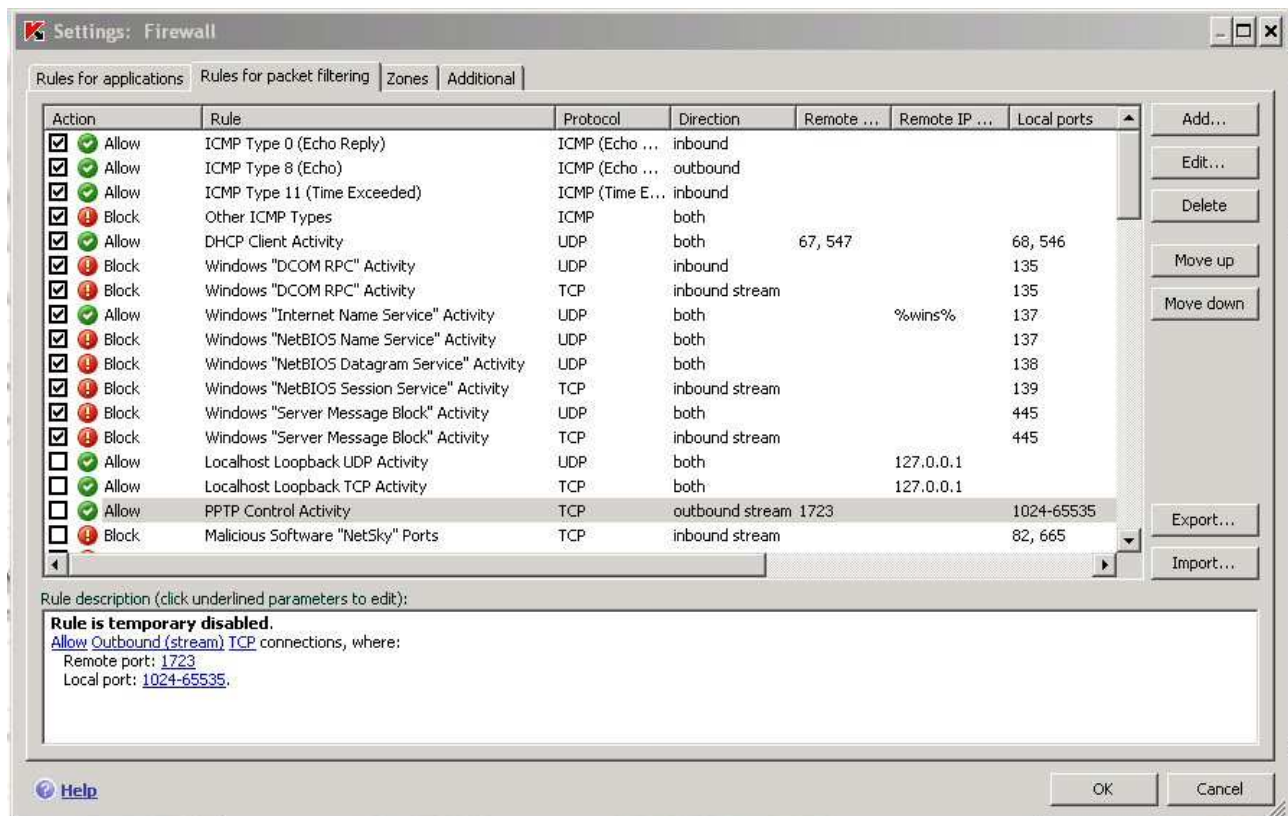 Settings: Firewall
Rules for applications Rules for packet filtering Zones Additional
Action Rule Protocol Direction Remote ... Remote IP ... Local ports
Allow ICMP Type 0 (Echo Reply) ICMP (Echo ... inbound
Allow ICMP Type 8 (Echo) ICMP (Echo ... outbound
Allow ICMP Type 11 (Time Exceeded) ICMP (Time E... inbound
Block Other ICMP Types ICMP both
Allow DHCP Client Activity UDP both 67, 547 68, 546
Block Windows "DCOM RPC" Activity UDP inbound 135
Block Windows "DCOM RPC" Activity TCP inbound stream 135
Allow Windows "Internet Name Service" Activity UDP both %wins% 137
Block Windows "NetBIOS Name Service" Activity UDP both 137
Block Windows "NetBIOS Datagram Service" Activity UDP both 138
Block Windows "NetBIOS Session Service" Activity TCP inbound stream 139
Block Windows "Server Message Block" Activity UDP both 445
Block Windows "Server Message Block" Activity TCP inbound stream 445
Allow Localhost Loopback UDP Activity UDP both 127.0.0.1
Allow Localhost Loopback TCP Activity TCP both 127.0.0.1
Allow PPTP Control Activity TCP outbound stream 1723 1024-65535
Block Malicious Software "NetSky" Ports TCP inbound stream 82, 665
Add...
Edit...
Delete
Move up
Move down
Export...
Import...
Rule description (click underlined parameters to edit):
Rule is temporary disabled.
Allow Outbound (stream) TCP connections, where:
Remote port: 1723
Local port: 1024-65535.
Help
OK
Cancel